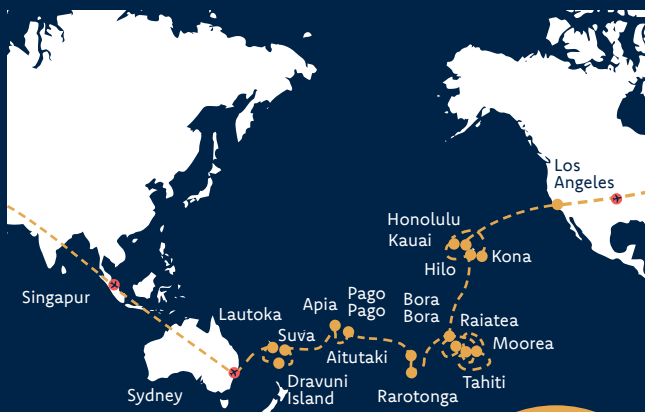 Los
Angeles
Honolulu
Kauai
Kona
Hilo
Singapur
Lautoka
Apia
Pago
Pago
Bora
Bora
Suva
Raiatea
Aitutaki
Moorea
Dravuni
Island
Tahiti
Sydney
Rarotonga